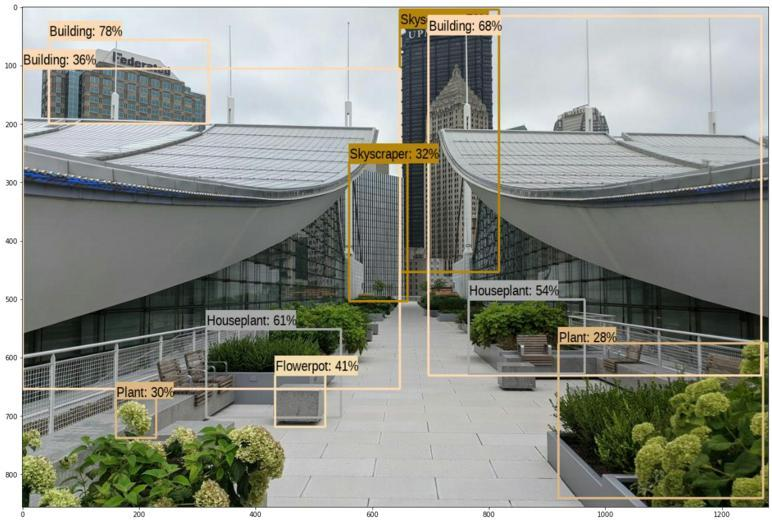 Building: 78%
Building: 36%
Federated
Building: 68%
UP
Skyscraper: 32%
Houseplant: 54%
Houseplant: 61%
Plant: 28%
Flowerpot: 41%
Plant: 30%
0
100
200
300
400
500
600
700
800
0
200
400
600
800
1000
1200